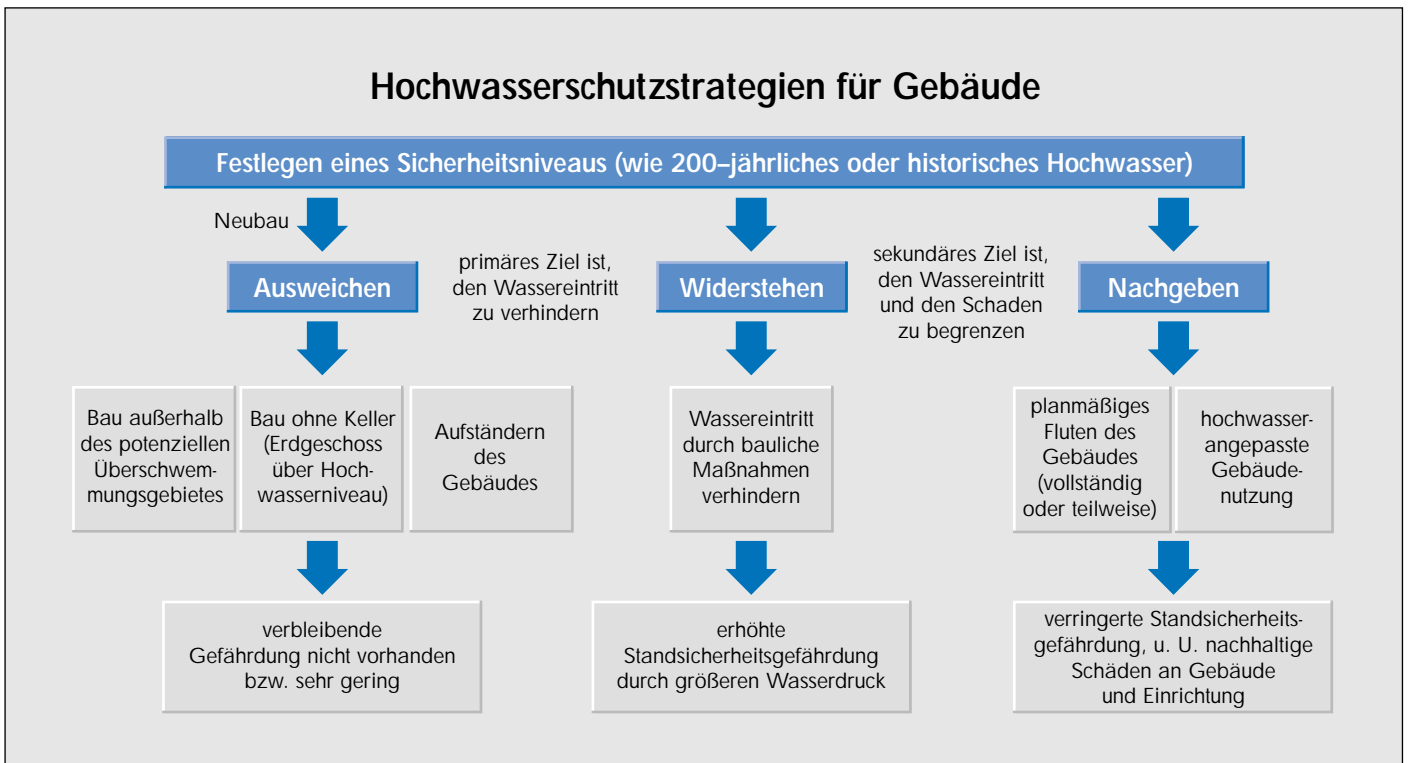 Hochwasserschutzstrategien für Gebäude
Festlegen eines Sicherheitsniveaus (wie 200–jährliches oder historisches Hochwasser)
Neubau
Ausweichen
primäres Ziel ist,
den Wassereintritt
zu verhindern
Widerstehen
sekundäres Ziel ist,
den Wassereintritt
und den Schaden
zu begrenzen
Nachgeben
Bau außerhalb
des potenziellen
Überschwem-
mungsgebietes
Bau ohne Keller
(Erdgeschoss
über Hoch-
wasserniveau)
Aufständern
des
Gebäudes
Wassereintritt
durch bauliche
Maßnahmen
verhindern
planmäßiges
Fluten des
Gebäudes
(vollständig
oder teilweise)
hochwasser-
angepasste
Gebäude-
nutzung
verbleibende
Gefährdung nicht vorhanden
bzw. sehr gering
erhöhte
Standsicherheitsgefährdung
durch größeren Wasserdruck
verringerte Standsicherheits-
gefährdung, u. U. nachhaltige
Schäden an Gebäude
und Einrichtung